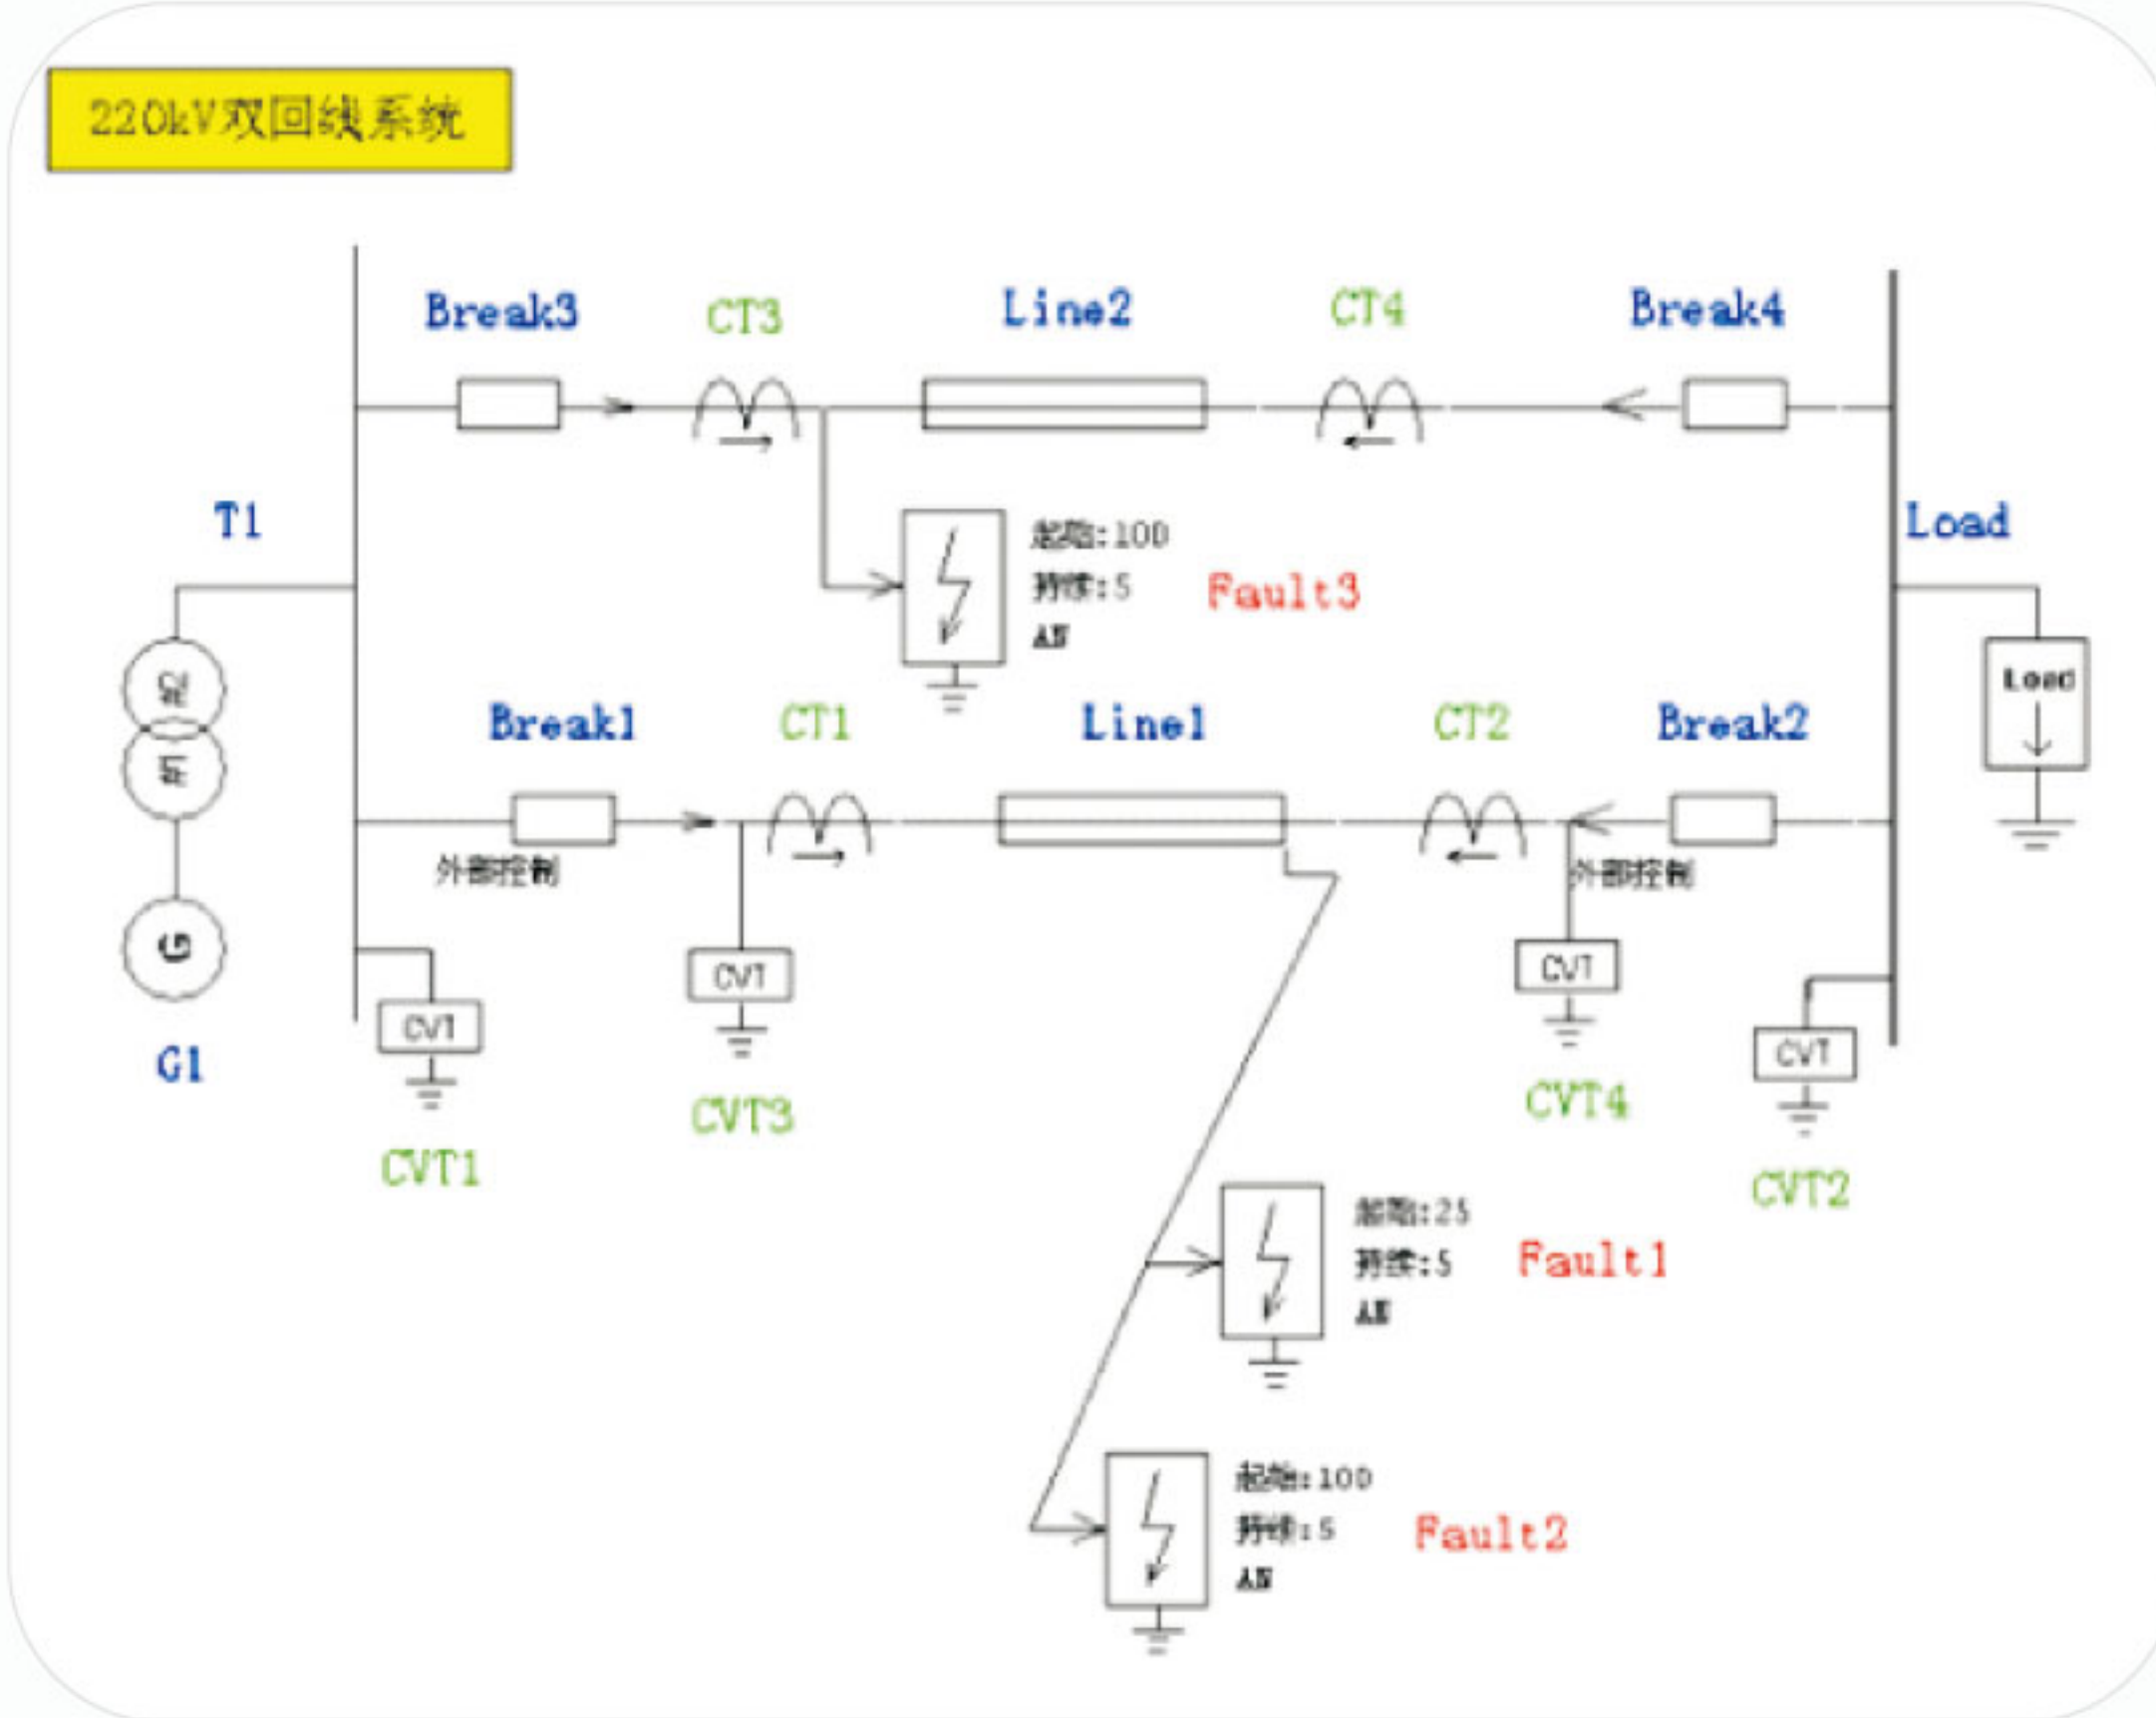 220kV双回线系统
Break3
CT3
Line2
CT4
Break4
T1
起始:100
持续:5
AN
Fault3
Load
Load
Break1
CT1
Line1
CT2
Break2
外部控制
外部控制
#2
#1
G
G1
CVT
CVT1
CVT
CVT3
CVT
CVT4
CVT
CVT2
起始:25
持续:5
AN
Fault1
起始:100
持续:5
AN
Fault2